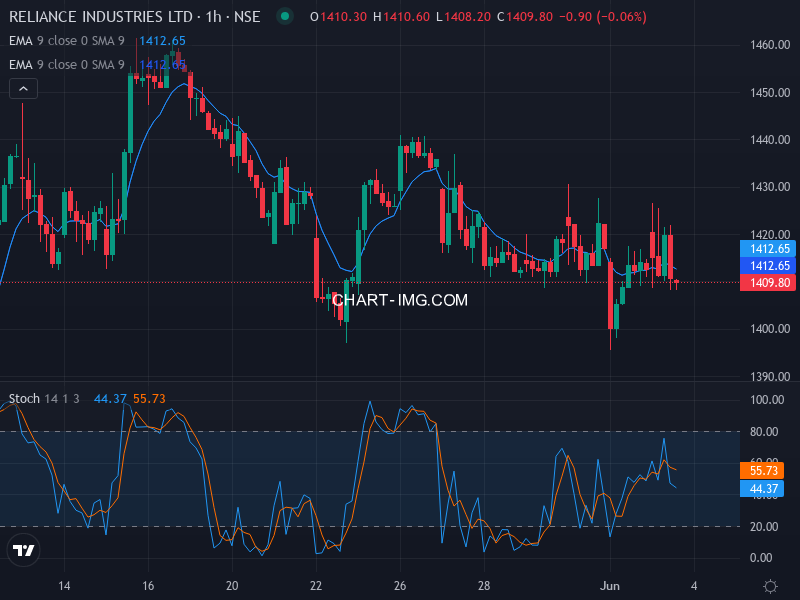 RELIANCE INDUSTRIES LTD · 1h · NSE O1410.30 H1410.60 L1408.20 C1409.80 −0.90 (−0.06%)
EMA 9 close 0 SMA 9 1412.65
EMA 9 close 0 SMA 9 1412.65
1460.00
1450.00
1440.00
1430.00
1420.00
1412.65
1412.65
1409.80
CHART-IMG.COM
1400.00
1390.00
Stoch 14 1 3 44.37 55.73
100.00
80.00
60.00
55.73
44.37
20.00
0.00
14 16 20 22 26 28 Jun 4